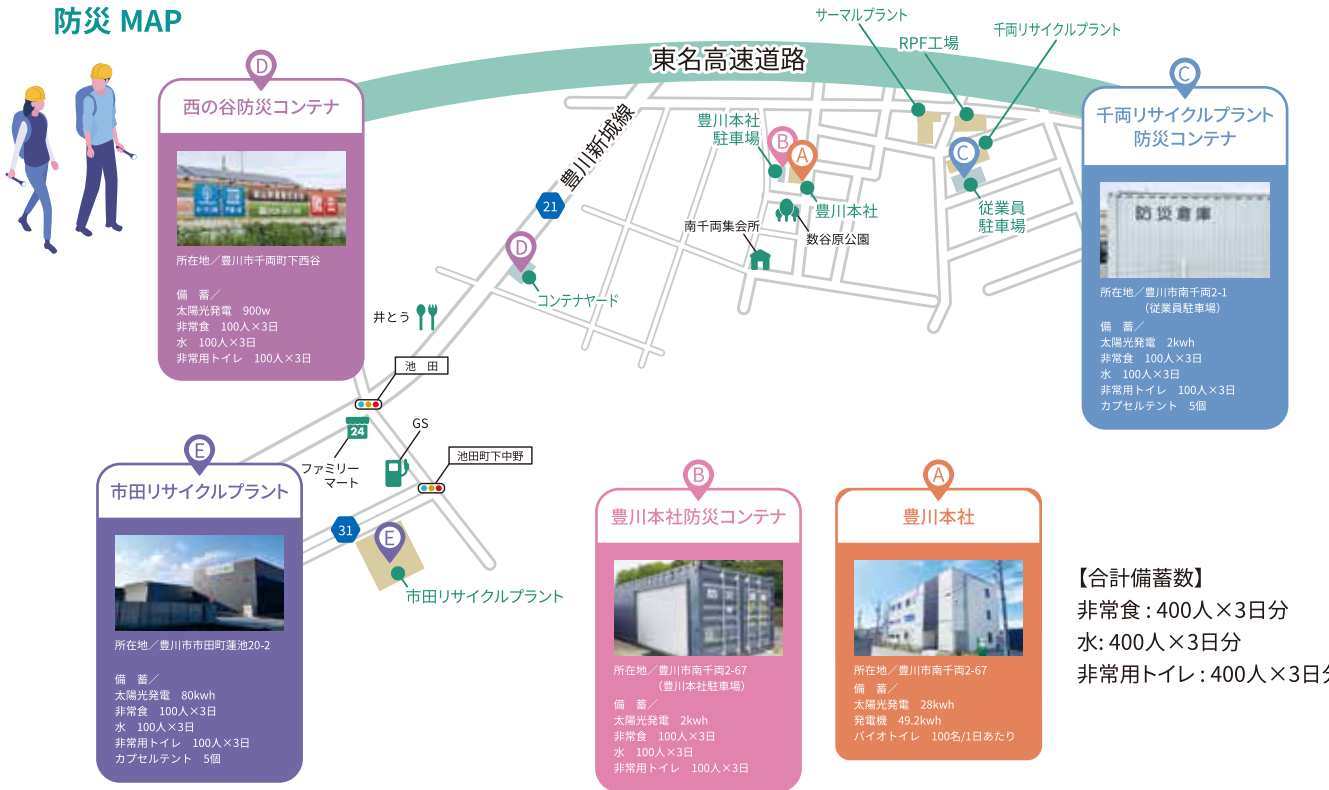 防災 MAP
東名高速道路
サーマルプラント
RPF工場
千両リサイクルプラント
豊川新城線
21
豊川本社
駐車場
B
A
豊川本社
C
従業員
駐車場
南千両集会所
数谷原公園
D
コンテナヤード
井とう
池 田
24
ファミリー
マート
GS
池田町下中野
31
E
市田リサイクルプラント
D
西の谷防災コンテナ
所在地／豊川市千両町下西谷
備 蓄／
太陽光発電 900w
非常食 100人×3日
水 100人×3日
非常用トイレ 100人×3日
C
千両リサイクルプラント
防災コンテナ
防災倉庫
所在地／豊川市南千両2-1
（従業員駐車場）
備 蓄／
太陽光発電 2kwh
非常食 100人×3日
水 100人×3日
非常用トイレ 100人×3日
カプセルテント 5個
E
市田リサイクルプラント
所在地／豊川市市田町蓮池20-2
備 蓄／
太陽光発電 80kwh
非常食 100人×3日
水 100人×3日
非常用トイレ 100人×3日
カプセルテント 5個
B
豊川本社防災コンテナ
所在地／豊川市南千両2-67
（豊川本社駐車場）
備 蓄／
太陽光発電 2kwh
非常食 100人×3日
水 100人×3日
非常用トイレ 100人×3日
A
豊川本社
所在地／豊川市南千両2-67
備 蓄／
太陽光発電 28kwh
発電機 49.2kwh
バイオトイレ 100名/1日あたり
【合計備蓄数】
非常食 : 400人×3日分
水: 400人×3日分
非常用トイレ : 400人×3日分